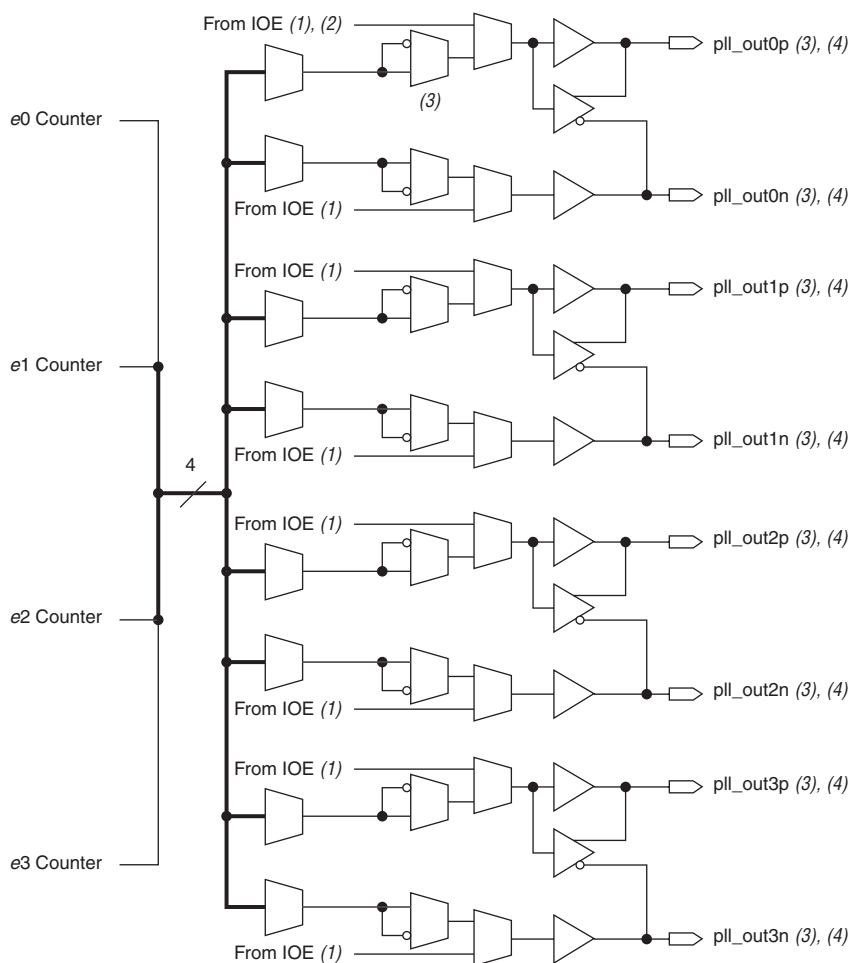 From IOE (1), (2)
pll_out0p (3), (4)
(3)
e0 Counter
From IOE (1)
pll_out0n (3), (4)
From IOE (1)
pll_out1p (3), (4)
e1 Counter
From IOE (1)
pll_out1n (3), (4)
4
From IOE (1)
pll_out2p (3), (4)
e2 Counter
From IOE (1)
pll_out2n (3), (4)
From IOE (1)
pll_out3p (3), (4)
e3 Counter
From IOE (1)
pll_out3n (3), (4)